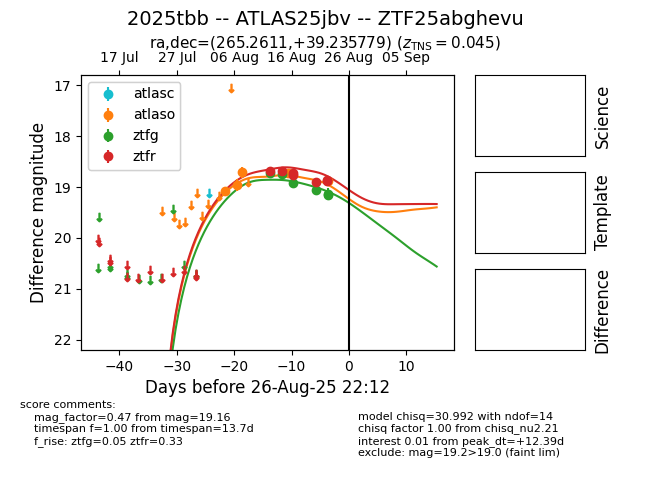 2025tbb -- ATLAS25jbv -- ZTF25abghevu
ra,dec=(265.2611,+39.235779) (zTNS = 0.045)
17 Jul 27 Jul 06 Aug 16 Aug 26 Aug 05 Sep
atlasc
atlaso
ztfg
ztfr
17
18
19
20
21
22
Difference magnitude
−40 −30 −20 −10 0 10
Days before 26-Aug-25 22:12
Science
Template
Difference
score comments:
mag_factor=0.47 from mag=19.16
timespan f=1.00 from timespan=13.7d
f_rise: ztfg=0.05 ztfr=0.33
model chisq=30.992 with ndof=14
chisq factor 1.00 from chisq_nu2.21
interest 0.01 from peak_dt=+12.39d
exclude: mag=19.2>19.0 (faint lim)